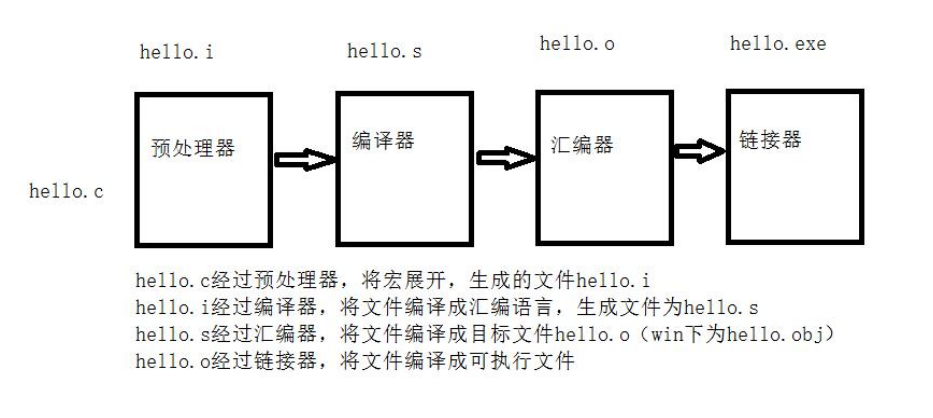 hello.i
hello.s
hello.o
hello.exe
预处理器
编译器
汇编器
链接器
hello.c
hello.c经过预处理器，将宏展开，生成的文件hello.i
hello.i经过编译器，将文件编译成汇编语言，生成文件为hello.s
hello.s经过汇编器，将文件编译成目标文件hello.o（win下为hello.obj）
hello.o经过链接器，将文件编译成可执行文件